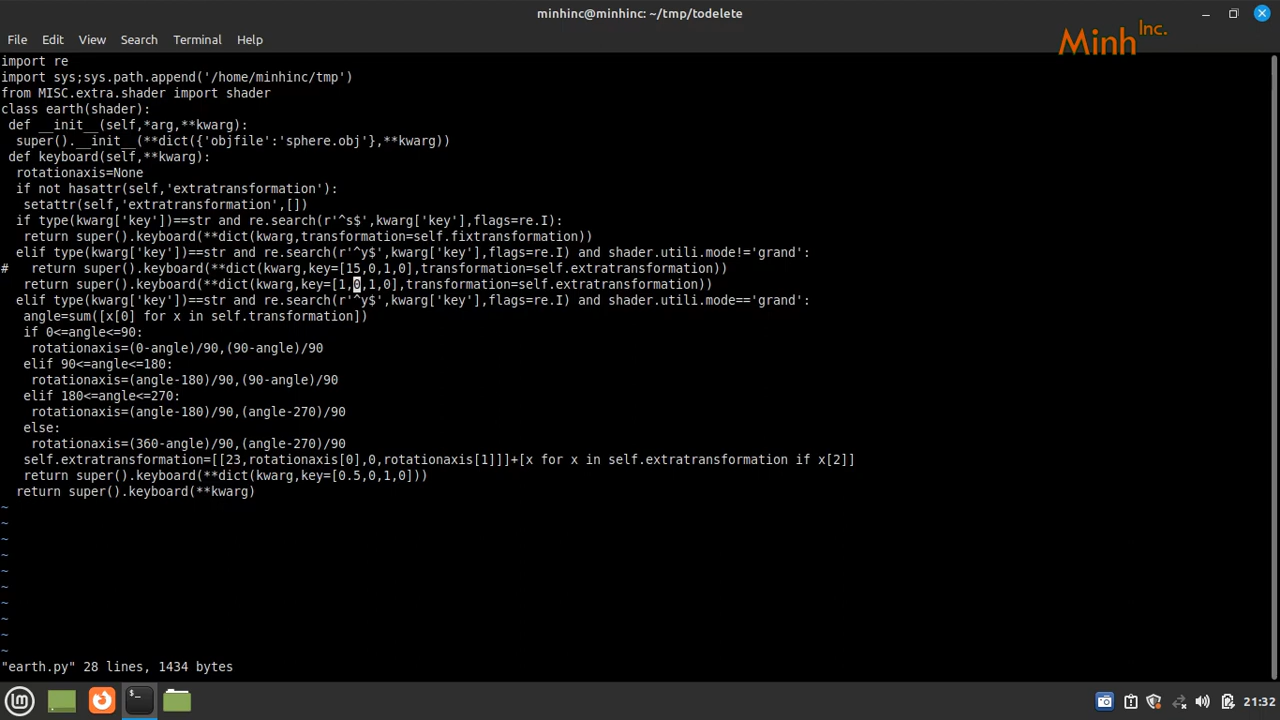 minhinc@minhinc: ~/tmp/todelete
File Edit View Search Terminal Help
Minh Inc.
import re
import sys;sys.path.append('/home/minhinc/tmp')
from MISC.extra.shader import shader
class earth(shader):
 def __init__(self,*arg,**kwarg):
  super().__init__(**dict({'objfile':'sphere.obj'},**kwarg))
 def keyboard(self,**kwarg):
  rotationaxis=None
  if not hasattr(self,'extratransformation'):
   setattr(self,'extratransformation',[])
  if type(kwarg['key'])==str and re.search(r'^s$',kwarg['key'],flags=re.I):
   return super().keyboard(**dict(kwarg,transformation=self.fixtransformation))
  elif type(kwarg['key'])==str and re.search(r'^y$',kwarg['key'],flags=re.I) and shader.utili.mode!='grand':
#   return super().keyboard(**dict(kwarg,key=[15,0,1,0],transformation=self.extratransformation))
   return super().keyboard(**dict(kwarg,key=[1,0,1,0],transformation=self.extratransformation))
  elif type(kwarg['key'])==str and re.search(r'^y$',kwarg['key'],flags=re.I) and shader.utili.mode=='grand':
   angle=sum([x[0] for x in self.transformation])
   if 0<=angle<=90:
    rotationaxis=(0-angle)/90,(90-angle)/90
   elif 90<=angle<=180:
    rotationaxis=(angle-180)/90,(90-angle)/90
   elif 180<=angle<=270:
    rotationaxis=(angle-180)/90,(angle-270)/90
   else:
    rotationaxis=(360-angle)/90,(angle-270)/90
   self.extratransformation=[[23,rotationaxis[0],0,rotationaxis[1]]]+[x for x in self.extratransformation if x[2]]
   return super().keyboard(**dict(kwarg,key=[0.5,0,1,0]))
  return super().keyboard(**kwarg)
~
~
~
~
~
~
~
~
~
~
"earth.py" 28 lines, 1434 bytes
21:32